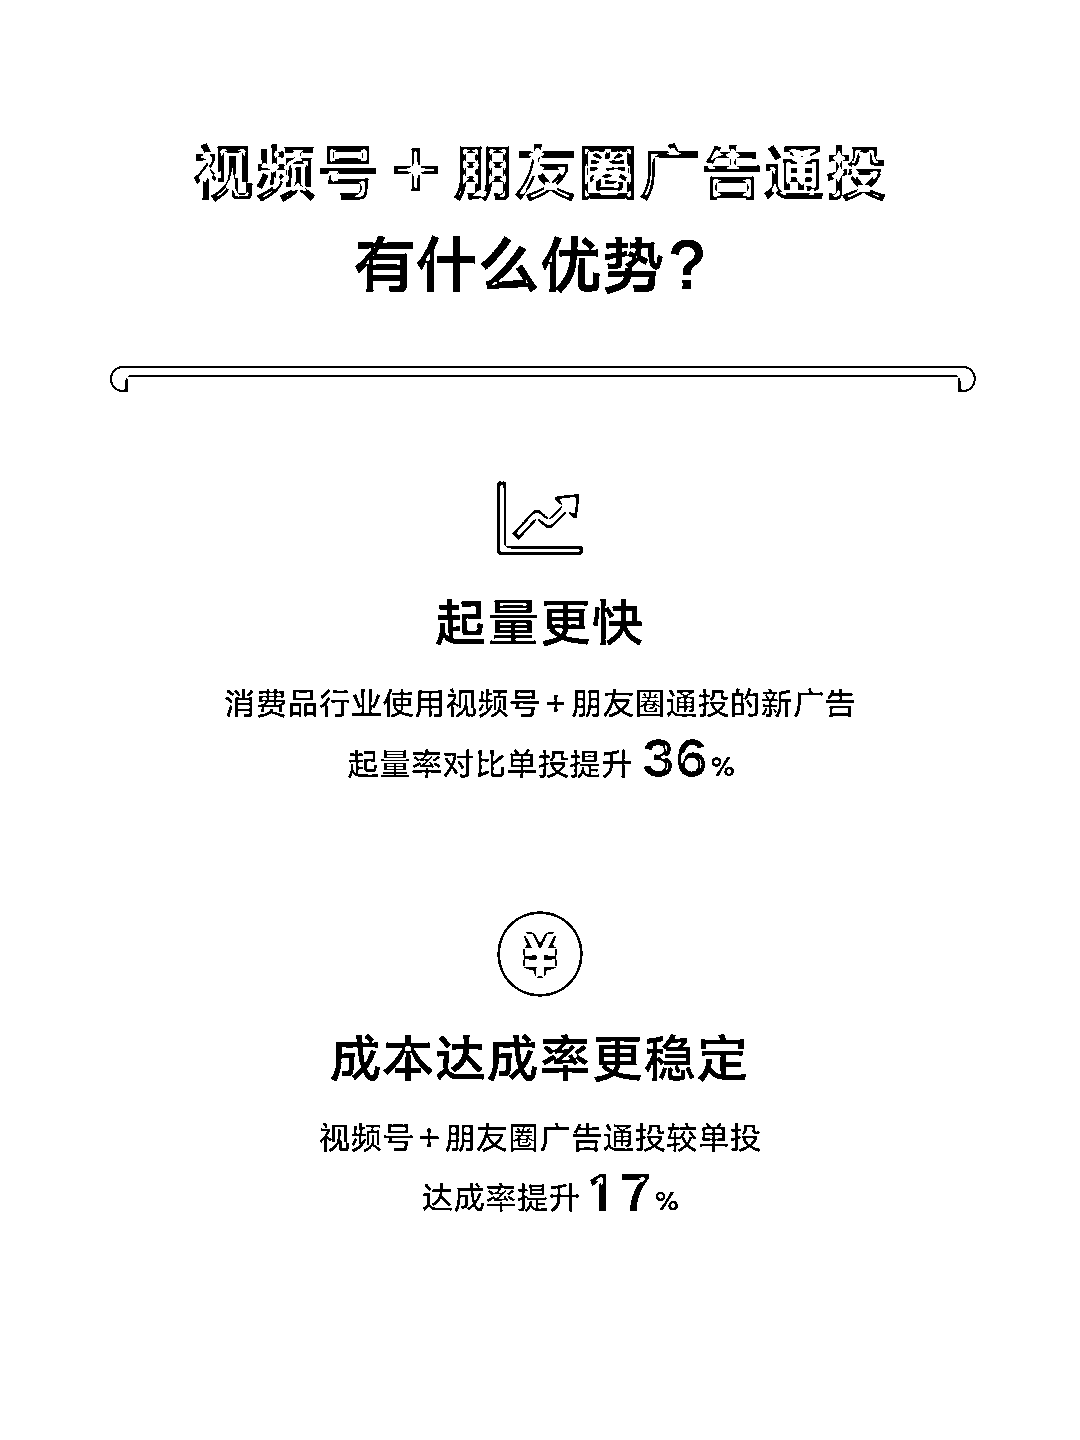 视频号＋朋友圈广告通投
有什么优势？
起量更快
消费品行业使用视频号＋朋友圈通投的新广告
起量率对比单投提升 36%
¥
成本达成率更稳定
视频号＋朋友圈广告通投较单投
达成率提升 17%